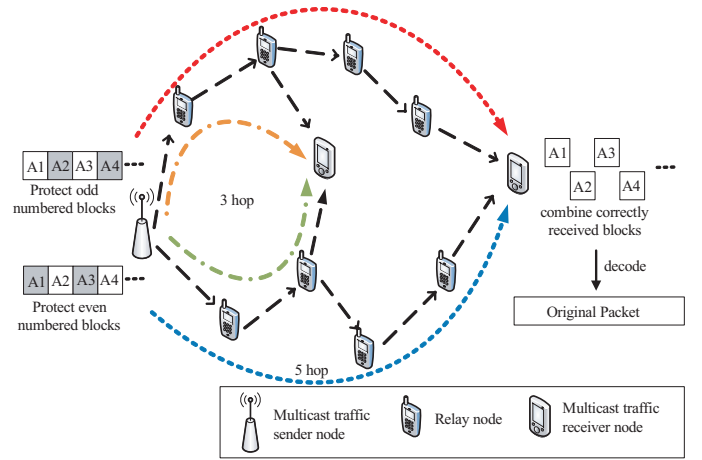 A1 A2 A3 A4
Protect odd
numbered blocks
A1 A2 A3 A4
Protect even
numbered blocks
3 hop
5 hop
A1 A3
A2 A4
combine correctly
received blocks
decode
Original Packet
Multicast traffic
sender node
Relay node
Multicast traffic
receiver node